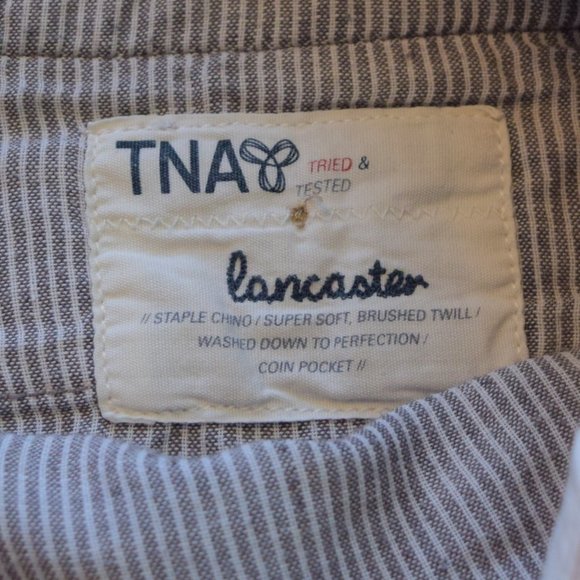 TNA TRIED &
TESTED
lancaster
// STAPLE CHINO / SUPER SOFT, BRUSHED TWILL /
WASHED DOWN TO PERFECTION /
COIN POCKET //